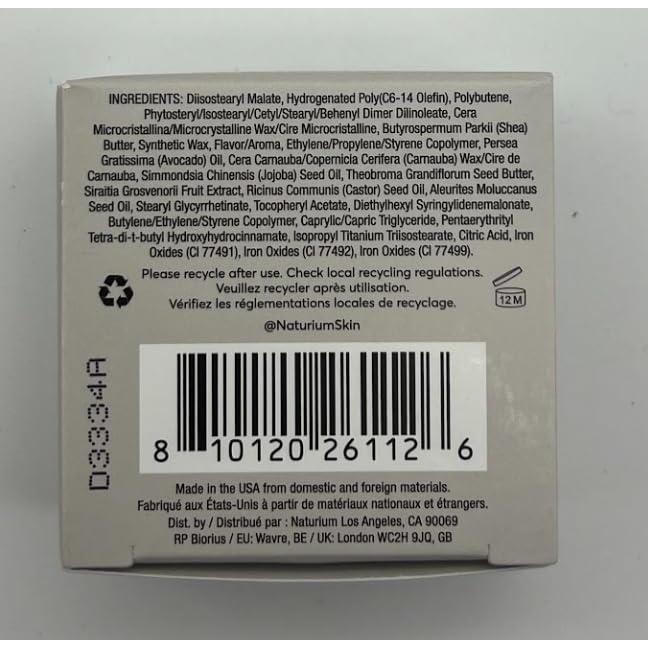 INGREDIENTS: Diisostearyl Malate, Hydrogenated Poly(C6-14 Olefin), Polybutene,
Phytosteryl/Isostearyl/Cetyl/Stearyl/Behenyl Dimer Dilinoleate, Cera
Microcristallina/Microcrystalline Wax/Cire Microcristalline, Butyrospermum Parkii (Shea)
Butter, Synthetic Wax, Flavor/Aroma, Ethylene/Propylene/Styrene Copolymer, Persea
Gratissima (Avocado) Oil, Cera Carnauba/Copernicia Cerifera (Carnauba) Wax/Cire de
Carnauba, Simmondsia Chinensis (Jojoba) Seed Oil, Theobroma Grandiflorum Seed Butter,
Siraitia Grosvenorii Fruit Extract, Ricinus Communis (Castor) Seed Oil, Aleurites Moluccanus
Seed Oil, Stearyl Glycyrrhetinate, Tocopheryl Acetate, Diethylhexyl Syringylidenemalonate,
Butylene/Ethylene/Styrene Copolymer, Caprylic/Capric Triglyceride, Pentaerythrityl
Tetra-di-t-butyl Hydroxyhydrocinnamate, Isopropyl Titanium Triisostearate, Citric Acid, Iron
Oxides (CI 77491), Iron Oxides (CI 77492), Iron Oxides (CI 77499).
Please recycle after use. Check local recycling regulations.
Veuillez recycler après utilisation.
Vérifiez les réglementations locales de recyclage.
12 M
@NaturiumSkin
D3334A
8 10120 26112 6
Made in the USA from domestic and foreign materials.
Fabriqué aux États-Unis à partir de matériaux nationaux et étrangers.
Dist. by / Distribué par : Naturium Los Angeles, CA 90069
RP Biorius / EU: Wavre, BE / UK: London WC2H 9JQ, GB